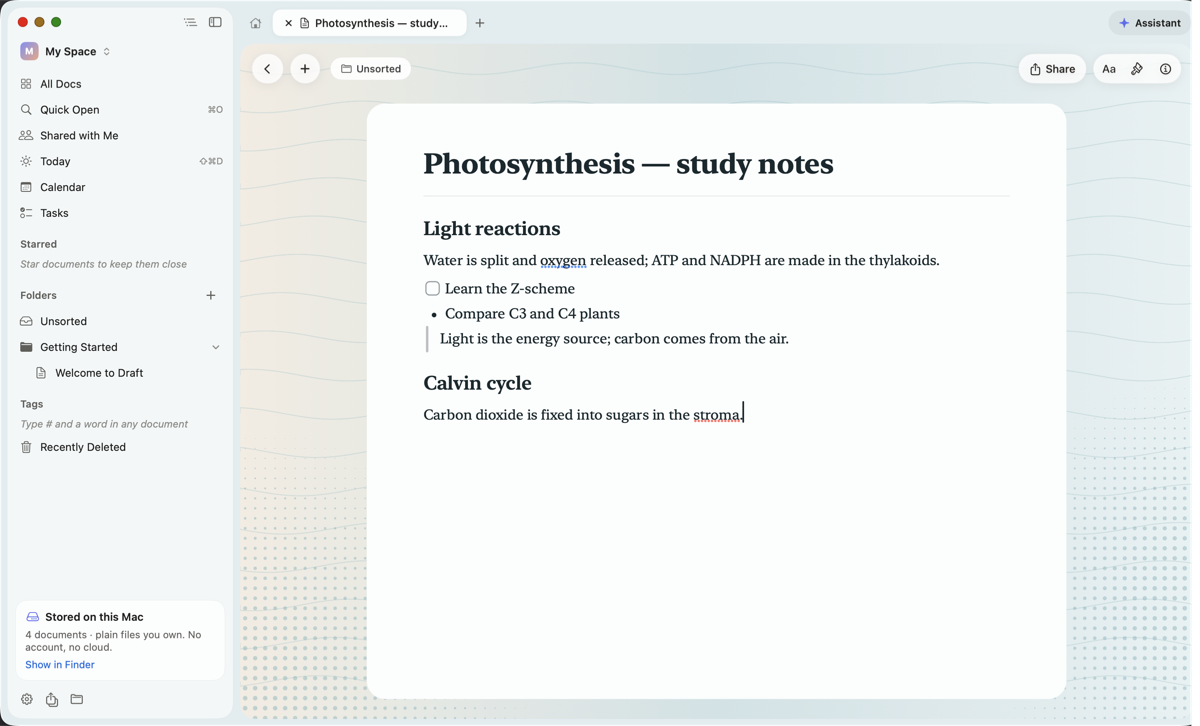 Photosynthesis — study...
Assistant
M My Space
All Docs
Quick Open ⌘O
Shared with Me
Today ⇧⌘D
Calendar
Tasks
Starred
Star documents to keep them close
Folders
Unsorted
Getting Started
Welcome to Draft
Tags
Type # and a word in any document
Recently Deleted
Stored on this Mac
4 documents · plain files you own. No
account, no cloud.
Show in Finder
Unsorted
Share
Aa
Photosynthesis — study notes
Light reactions
Water is split and oxygen released; ATP and NADPH are made in the thylakoids.
Learn the Z-scheme
• Compare C3 and C4 plants
Light is the energy source; carbon comes from the air.
Calvin cycle
Carbon dioxide is fixed into sugars in the stroma.